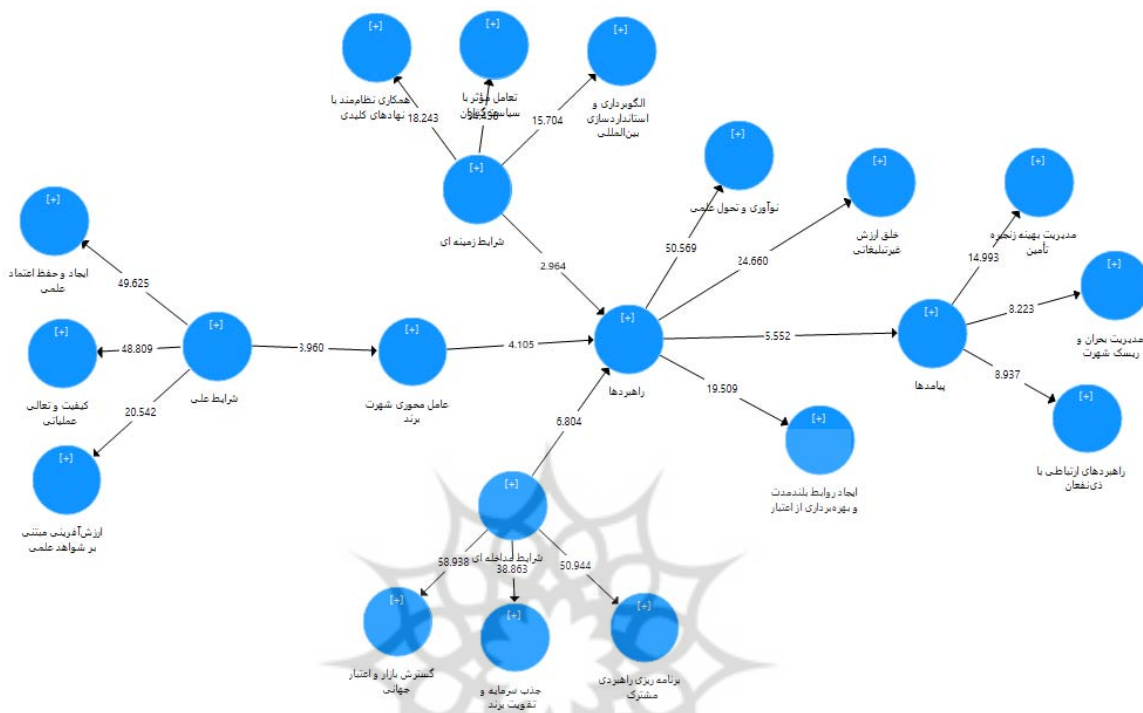 [+]
[+]
[+]
همکاری نظام‌مند با
نهادهای کلیدی
تعامل مؤثر با
الگوبرداری و
استانداردسازی
بین‌المللی
18.243
15.704
[+]
شرایط زمینه ای
2.964
[+]
نوآوری و تحول علمی
50.569
[+]
خلق ارزش
غیرتبلیغاتی
24.660
[+]
مدیریت بهینه زنجیره
تأمین
14.993
[+]
ایجاد و حفظ اعتماد
علمی
49.625
[+]
کیفیت و تعالی
عملیاتی
48.809
[+]
شرایط علی
20.542
[+]
ارزش‌آفرینی مبتنی
بر شواهد علمی
3.960
[+]
عامل محوری شهرت
برند
4.105
[+]
راهبردها
5.552
[+]
پیامدها
8.223
[+]
مدیریت بحران و
ریسک شهرت
8.937
[+]
راهبردهای ارتباطی با
ذی‌نفعان
19.509
[+]
ایجاد روابط بلندمدت
و بهره‌برداری از اعتبار
6.804
[+]
شرایط مداخله ای
58.938
38.863
50.944
[+]
گسترش بازار و اعتبار
جهانی
[+]
جذب سرمایه و
تقویت برند
[+]
برنامه ریزی راهبردی
مشترک